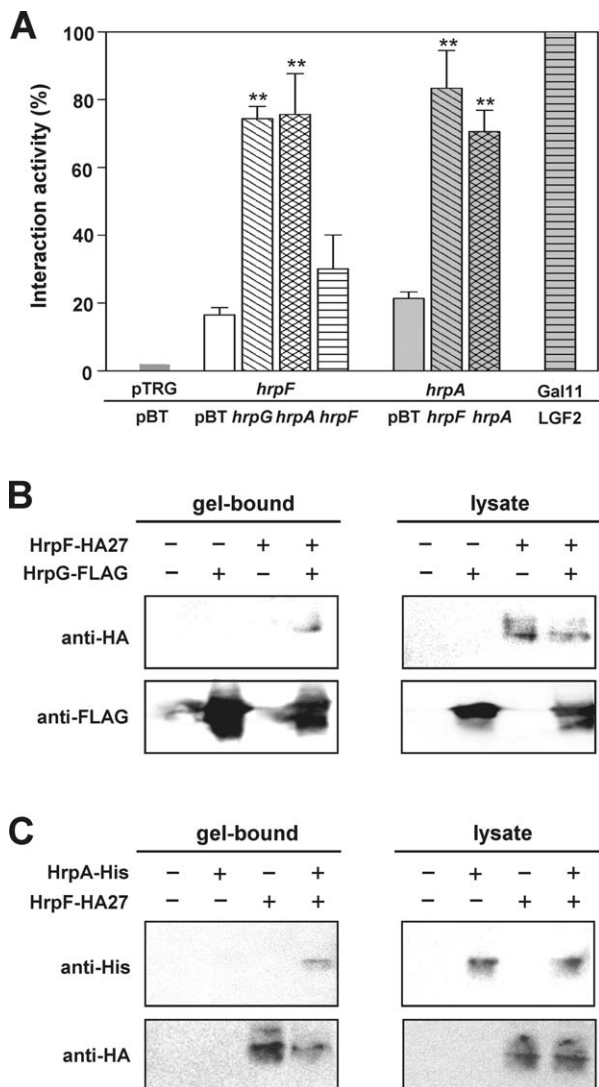 A
Interaction activity (%)
100
80
60
40
20
0
** ** ** **
pTRG hrpF hrpA Gal11
pBT pBT hrpG hrpA hrpF pBT hrpF hrpA LGF2
B
gel-bound lysate
HrpF-HA27 – – + + – – + +
HrpG-FLAG – + – + – + – +
anti-HA
anti-FLAG
C
gel-bound lysate
HrpA-His – + – + – + – +
HrpF-HA27 – – + + – – + +
anti-His
anti-HA